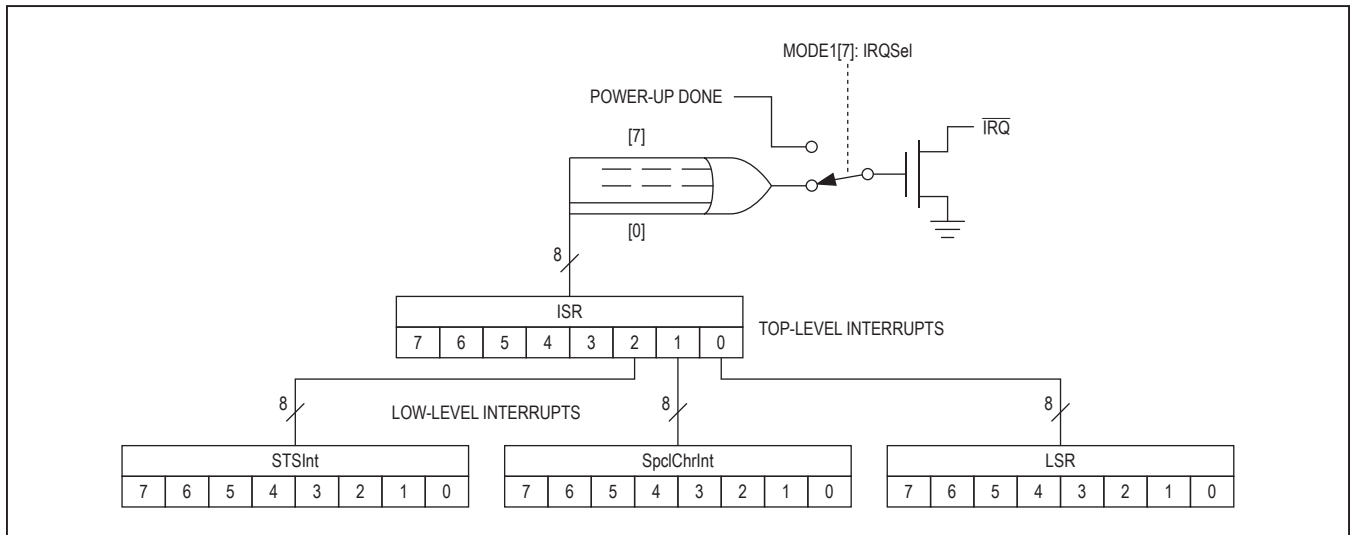 MODE1[7]: IRQSel
POWER-UP DONE
IRQ
[7]
[0]
8
ISR
7 6 5 4 3 2 1 0
TOP-LEVEL INTERRUPTS
8 LOW-LEVEL INTERRUPTS 8 8
STSInt SpclChrInt LSR
7 6 5 4 3 2 1 0 7 6 5 4 3 2 1 0 7 6 5 4 3 2 1 0